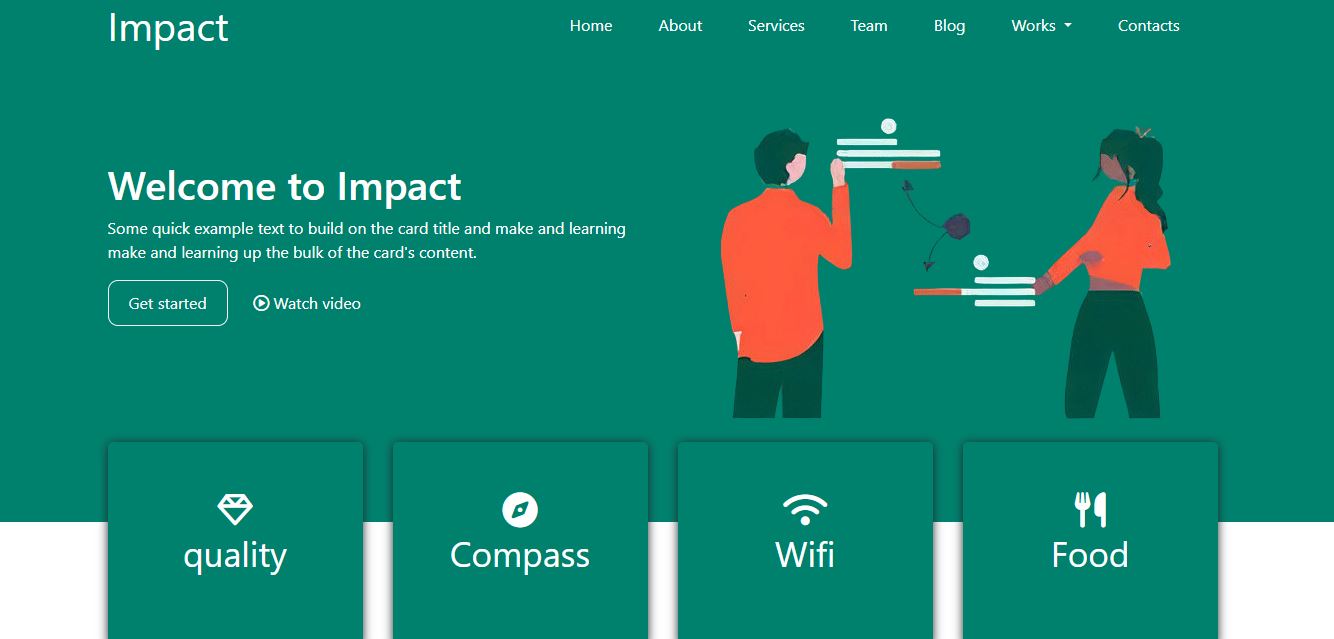 Impact
Home About Services Team Blog Works Contacts
Welcome to Impact
Some quick example text to build on the card title and make and learning
make and learning up the bulk of the card's content.
Get started Watch video
quality Compass Wifi Food